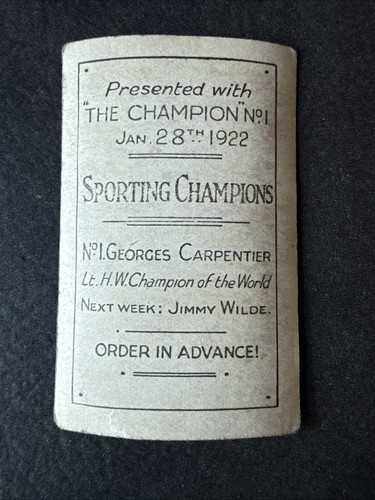 Presented with
"THE CHAMPION" No. 1
JAN. 28TH 1922
SPORTING CHAMPIONS
No. 1. GEORGES CARPENTIER
Lt. H.W. Champion of the World
NEXT WEEK: JIMMY WILDE.
ORDER IN ADVANCE!